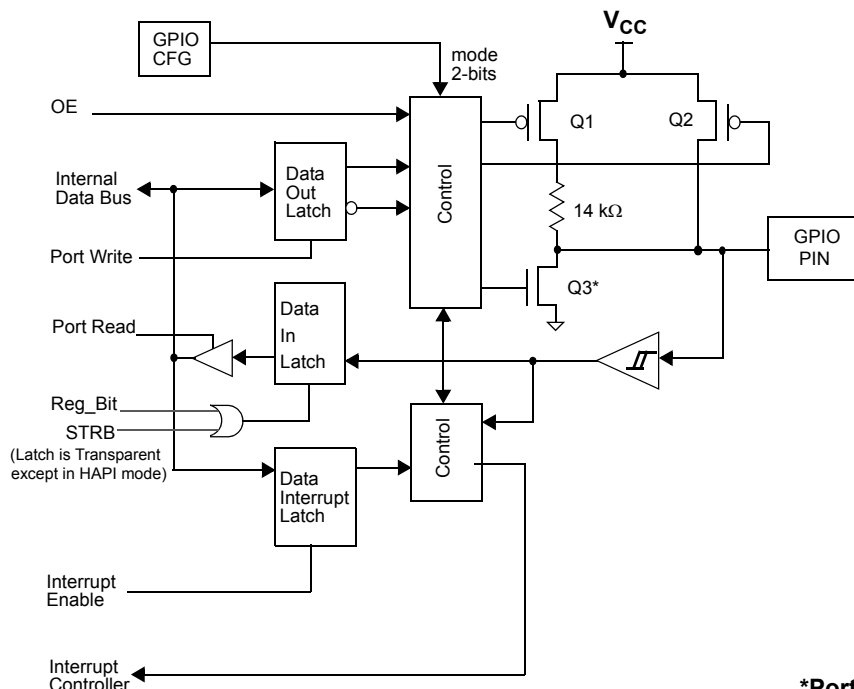 GPIO
CFG
mode
2-bits
VCC
OE
Q1
Q2
Internal
Data Bus
Data
Out
Latch
Control
14 kΩ
GPIO
PIN
Port Write
Q3*
Data
In
Latch
Port Read
Reg_Bit
STRB
(Latch is Transparent
except in HAPI mode)
Data
Interrupt
Latch
Control
Interrupt
Enable
Interrupt
Controller
*Port